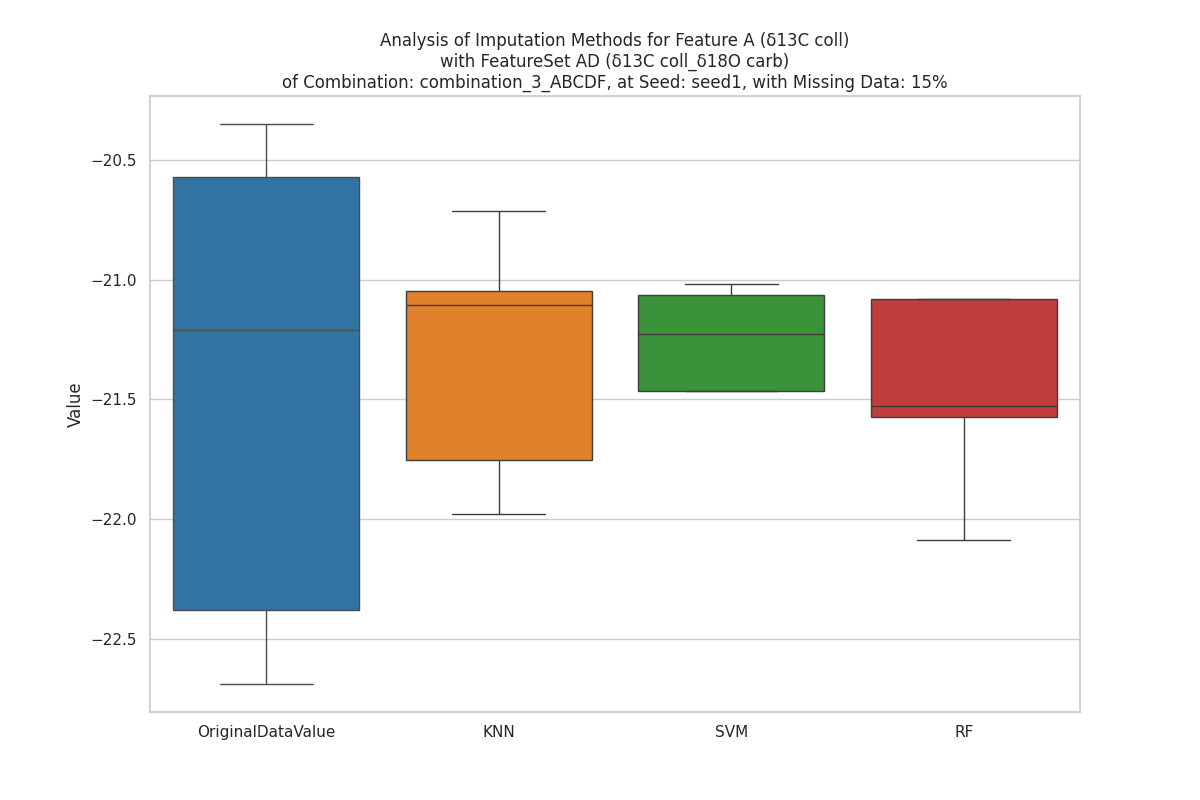 Analysis of Imputation Methods for Feature A (δ13C coll)
with FeatureSet AD (δ13C coll_δ18O carb)
of Combination: combination_3_ABCDF, at Seed: seed1, with Missing Data: 15%
−20.5
−21.0
−21.5
−22.0
−22.5
Value
OriginalDataValue
KNN
SVM
RF